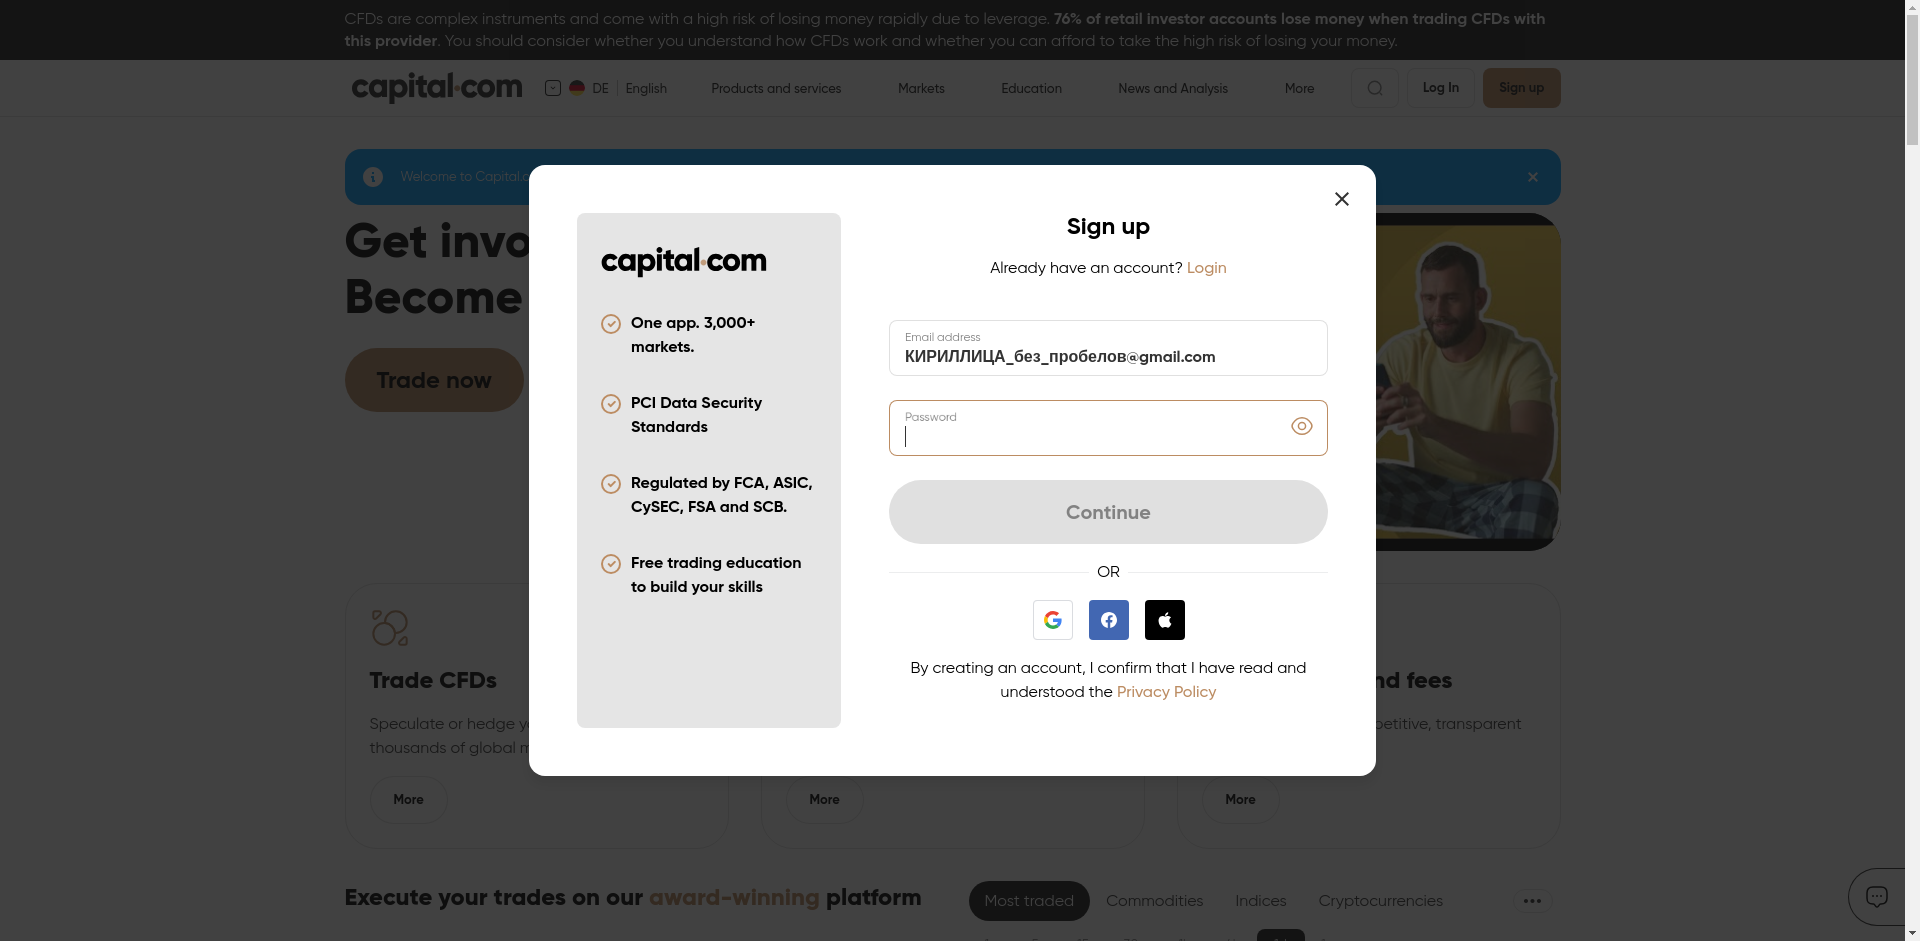 CFDs are complex instruments and come with a high risk of losing money rapidly due to leverage. 76% of retail investor accounts lose money when trading CFDs with
this provider. You should consider whether you understand how CFDs work and whether you can afford to take the high risk of losing your money.
capital.com
DE | English
Products and services
Markets
Education
News and Analysis
More
Log In
Sign up
Welcome to Capital.c
Get invo
Become
Trade now
capital.com
One app. 3,000+
markets.
PCI Data Security
Standards
Regulated by FCA, ASIC,
CySEC, FSA and SCB.
Free trading education
to build your skills
Sign up
Already have an account? Login
Email address
КИРИЛЛИЦА_без_пробелов@gmail.com
Password
Continue
OR
By creating an account, I confirm that I have read and
understood the Privacy Policy
Trade CFDs
Speculate or hedge y
thousands of global m
More
More
nd fees
petitive, transparent
More
Execute your trades on our award-winning platform
Most traded
Commodities
Indices
Cryptocurrencies